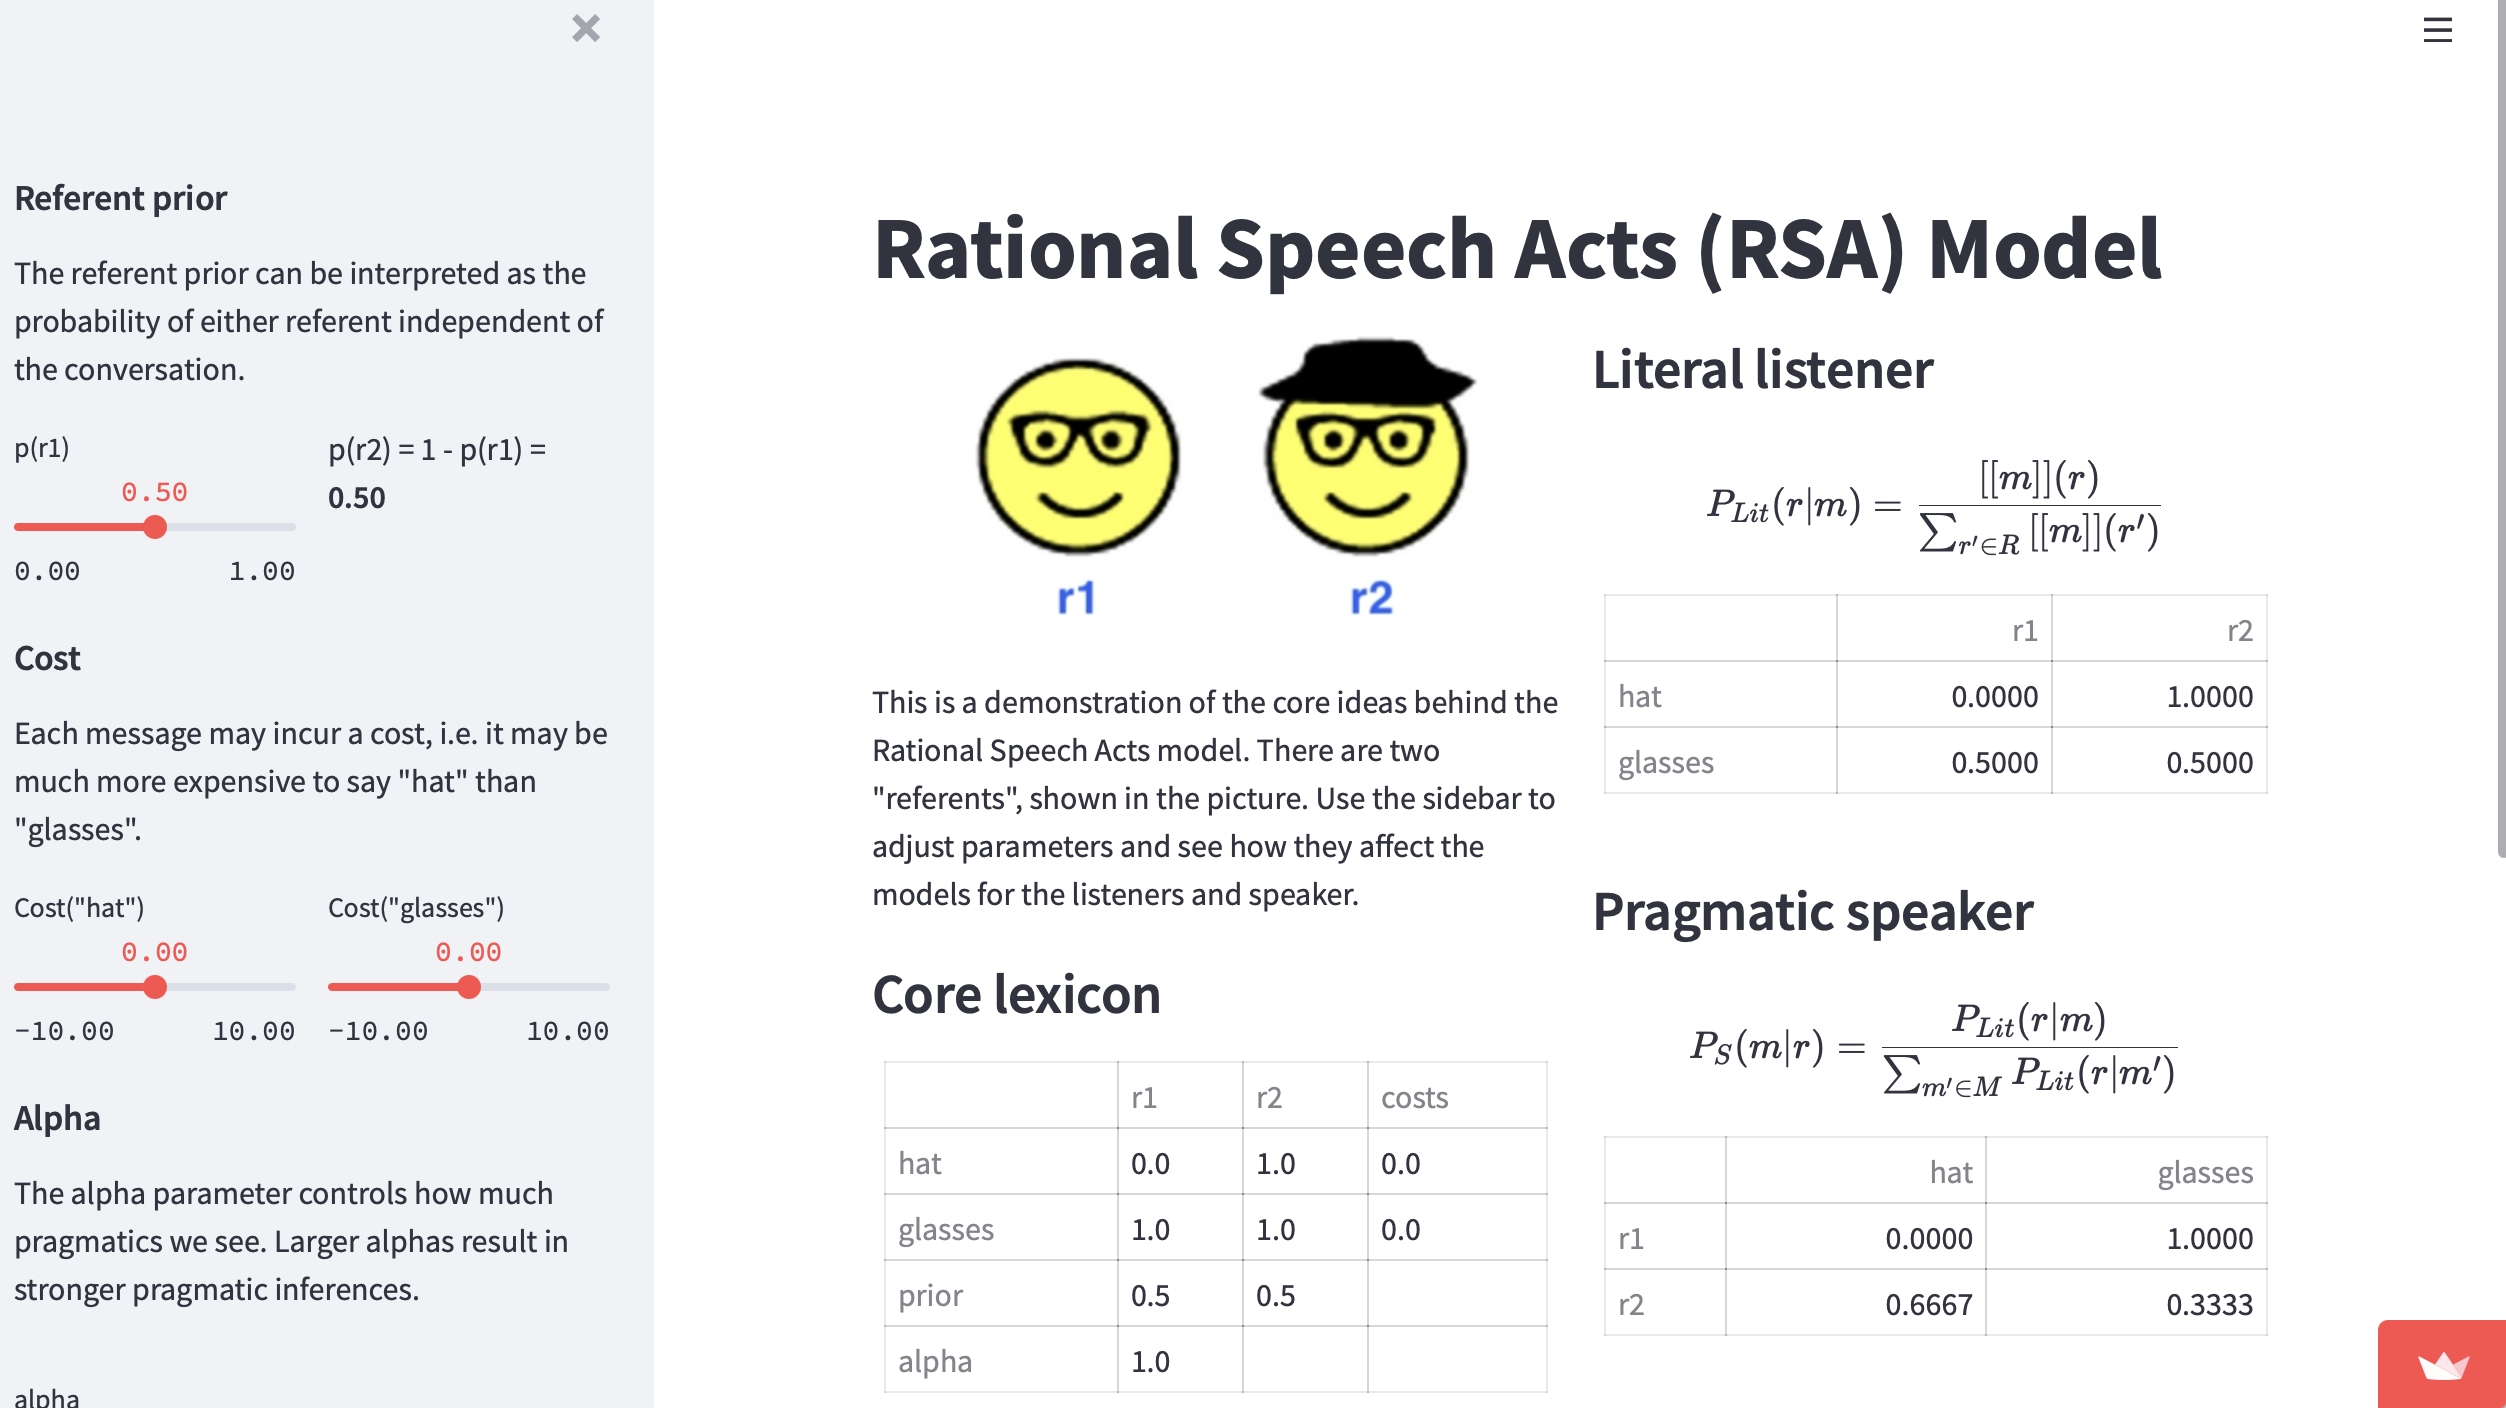 Referent prior
The referent prior can be interpreted as the
probability of either referent independent of
the conversation.
p(r1)
0.50
0.00 1.00
p(r2) = 1 - p(r1) =
0.50
Cost
Each message may incur a cost, i.e. it may be
much more expensive to say "hat" than
"glasses".
Cost("hat") Cost("glasses")
0.00 0.00
−10.00 10.00 −10.00 10.00
Alpha
The alpha parameter controls how much
pragmatics we see. Larger alphas result in
stronger pragmatic inferences.
alpha
Rational Speech Acts (RSA) Model
r1 r2
This is a demonstration of the core ideas behind the
Rational Speech Acts model. There are two
"referents", shown in the picture. Use the sidebar to
adjust parameters and see how they affect the
models for the listeners and speaker.
Core lexicon
r1 r2 costs
hat 0.0 1.0 0.0
glasses 1.0 1.0 0.0
prior 0.5 0.5
alpha 1.0
Literal listener
P_{Lit}(r|m) = \frac{[[m]](r)}{\sum_{r'∈R} [[m]](r')}
r1 r2
hat 0.0000 1.0000
glasses 0.5000 0.5000
Pragmatic speaker
P_S(m|r) = \frac{P_{Lit}(r|m)}{\sum_{m'∈M} P_{Lit}(r|m')}
hat glasses
r1 0.0000 1.0000
r2 0.6667 0.3333